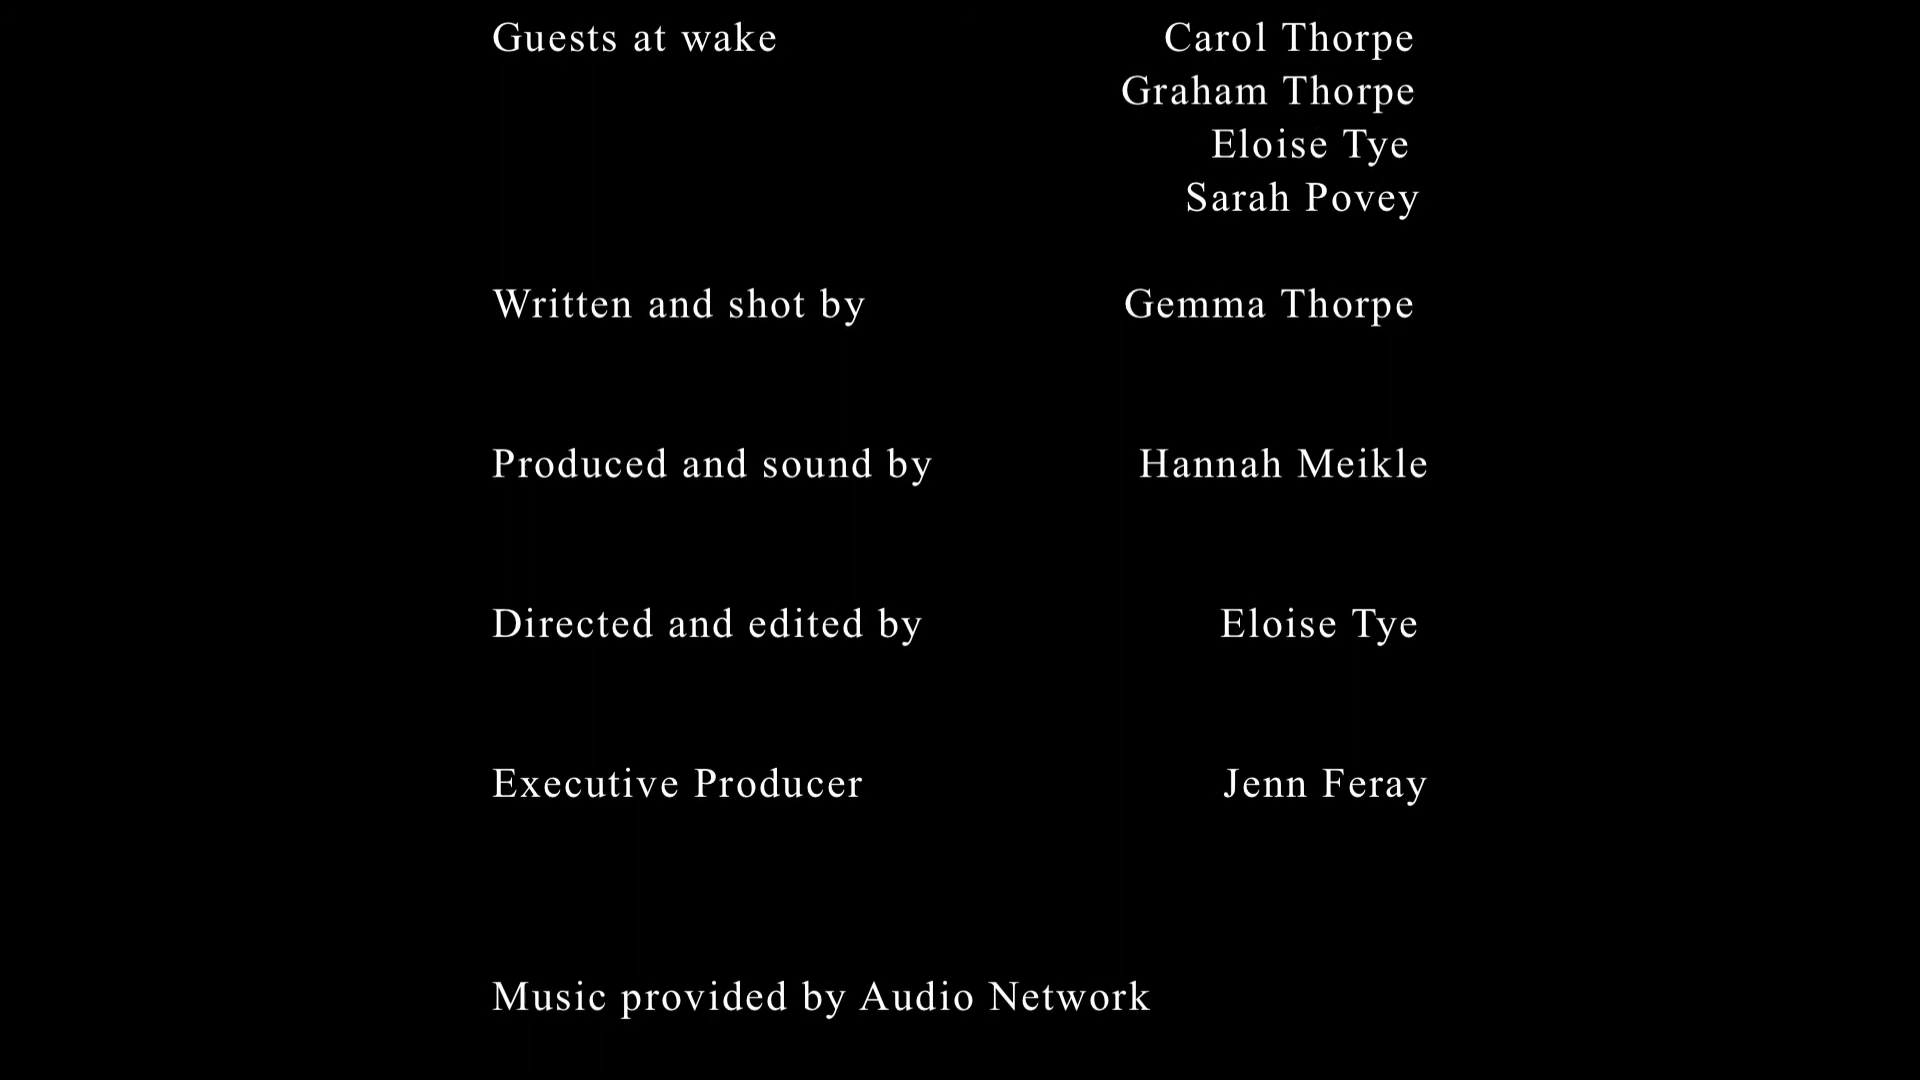 Guests at wake Carol Thorpe
Graham Thorpe
Eloise Tye
Sarah Povey
Written and shot by Gemma Thorpe
Produced and sound by Hannah Meikle
Directed and edited by Eloise Tye
Executive Producer Jenn Feray
Music provided by Audio Network